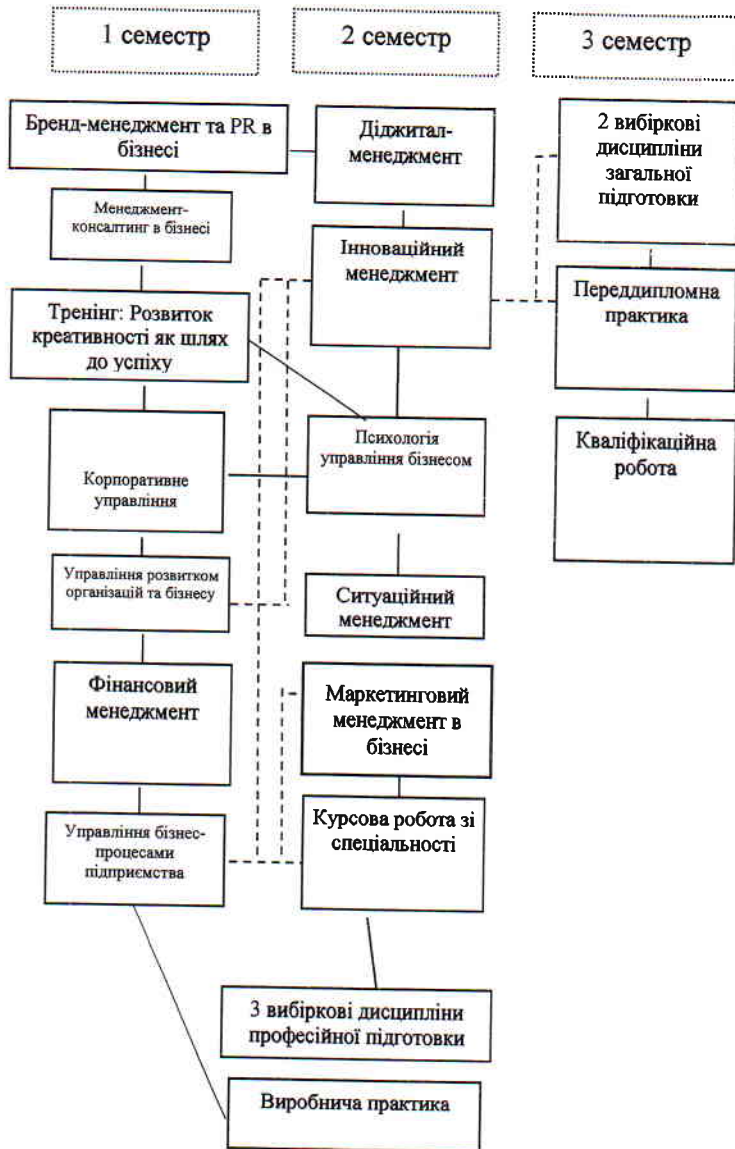 1 семестр
2 семестр
3 семестр
Бренд-менеджмент та PR в
бізнесі
Менеджмент-
консалтинг в бізнесі
Тренінг: Розвиток
креативності як шлях
до успіху
Корпоративне
управління
Управління розвитком
організацій та бізнесу
Фінансовий
менеджмент
Управління бізнес-
процесами
підприємства
Діджитал-
менеджмент
Інноваційний
менеджмент
Психологія
управління бізнесом
Ситуаційний
менеджмент
Маркетинговий
менеджмент в
бізнесі
Курсова робота зі
спеціальності
3 вибіркові дисципліни
професійної підготовки
Виробнича практика
2 вибіркові
дисципліни
загальної
підготовки
Переддипломна
практика
Кваліфікаційна
робота